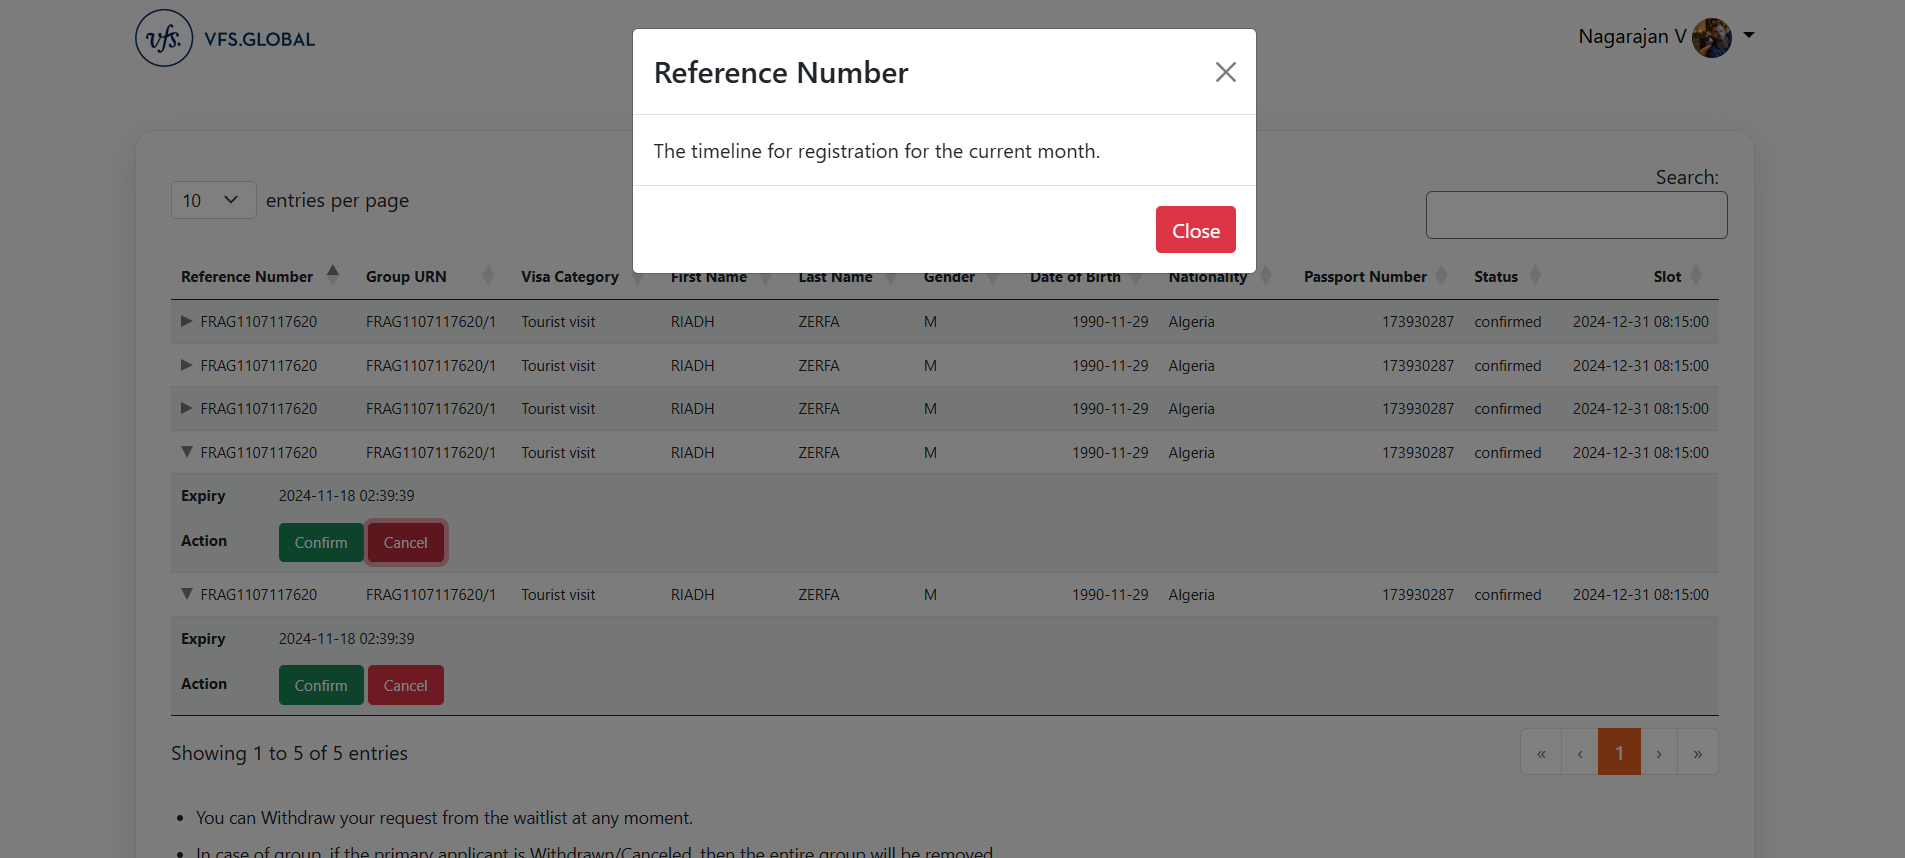 vfs. VFS.GLOBAL
Nagarajan V
Reference Number
The timeline for registration for the current month.
Close
10 entries per page
Search:
Reference Number Group URN Visa Category First Name Last Name Gender Date of Birth Nationality Passport Number Status Slot
FRAG1107117620 FRAG1107117620/1 Tourist visit RIADH ZERFA M 1990-11-29 Algeria 173930287 confirmed 2024-12-31 08:15:00
FRAG1107117620 FRAG1107117620/1 Tourist visit RIADH ZERFA M 1990-11-29 Algeria 173930287 confirmed 2024-12-31 08:15:00
FRAG1107117620 FRAG1107117620/1 Tourist visit RIADH ZERFA M 1990-11-29 Algeria 173930287 confirmed 2024-12-31 08:15:00
FRAG1107117620 FRAG1107117620/1 Tourist visit RIADH ZERFA M 1990-11-29 Algeria 173930287 confirmed 2024-12-31 08:15:00
Expiry 2024-11-18 02:39:39
Action Confirm Cancel
FRAG1107117620 FRAG1107117620/1 Tourist visit RIADH ZERFA M 1990-11-29 Algeria 173930287 confirmed 2024-12-31 08:15:00
Expiry 2024-11-18 02:39:39
Action Confirm Cancel
Showing 1 to 5 of 5 entries
« ‹ 1 › »
• You can Withdraw your request from the waitlist at any moment.
• In case of group, if the primary applicant is Withdrawn/Canceled, then the entire group will be removed.